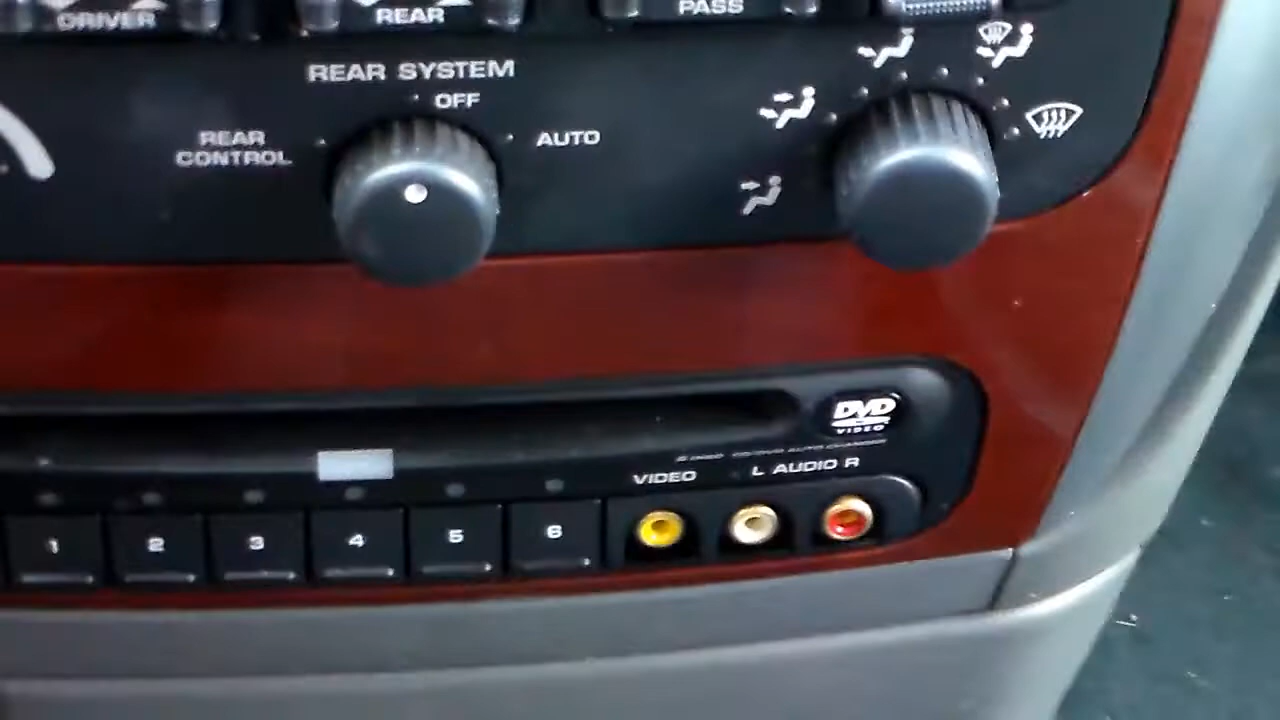 DRIVER
REAR
PASS
REAR SYSTEM
OFF
REAR
CONTROL
AUTO
DVD
VIDEO
VIDEO
L AUDIO R
1
2
3
4
5
6